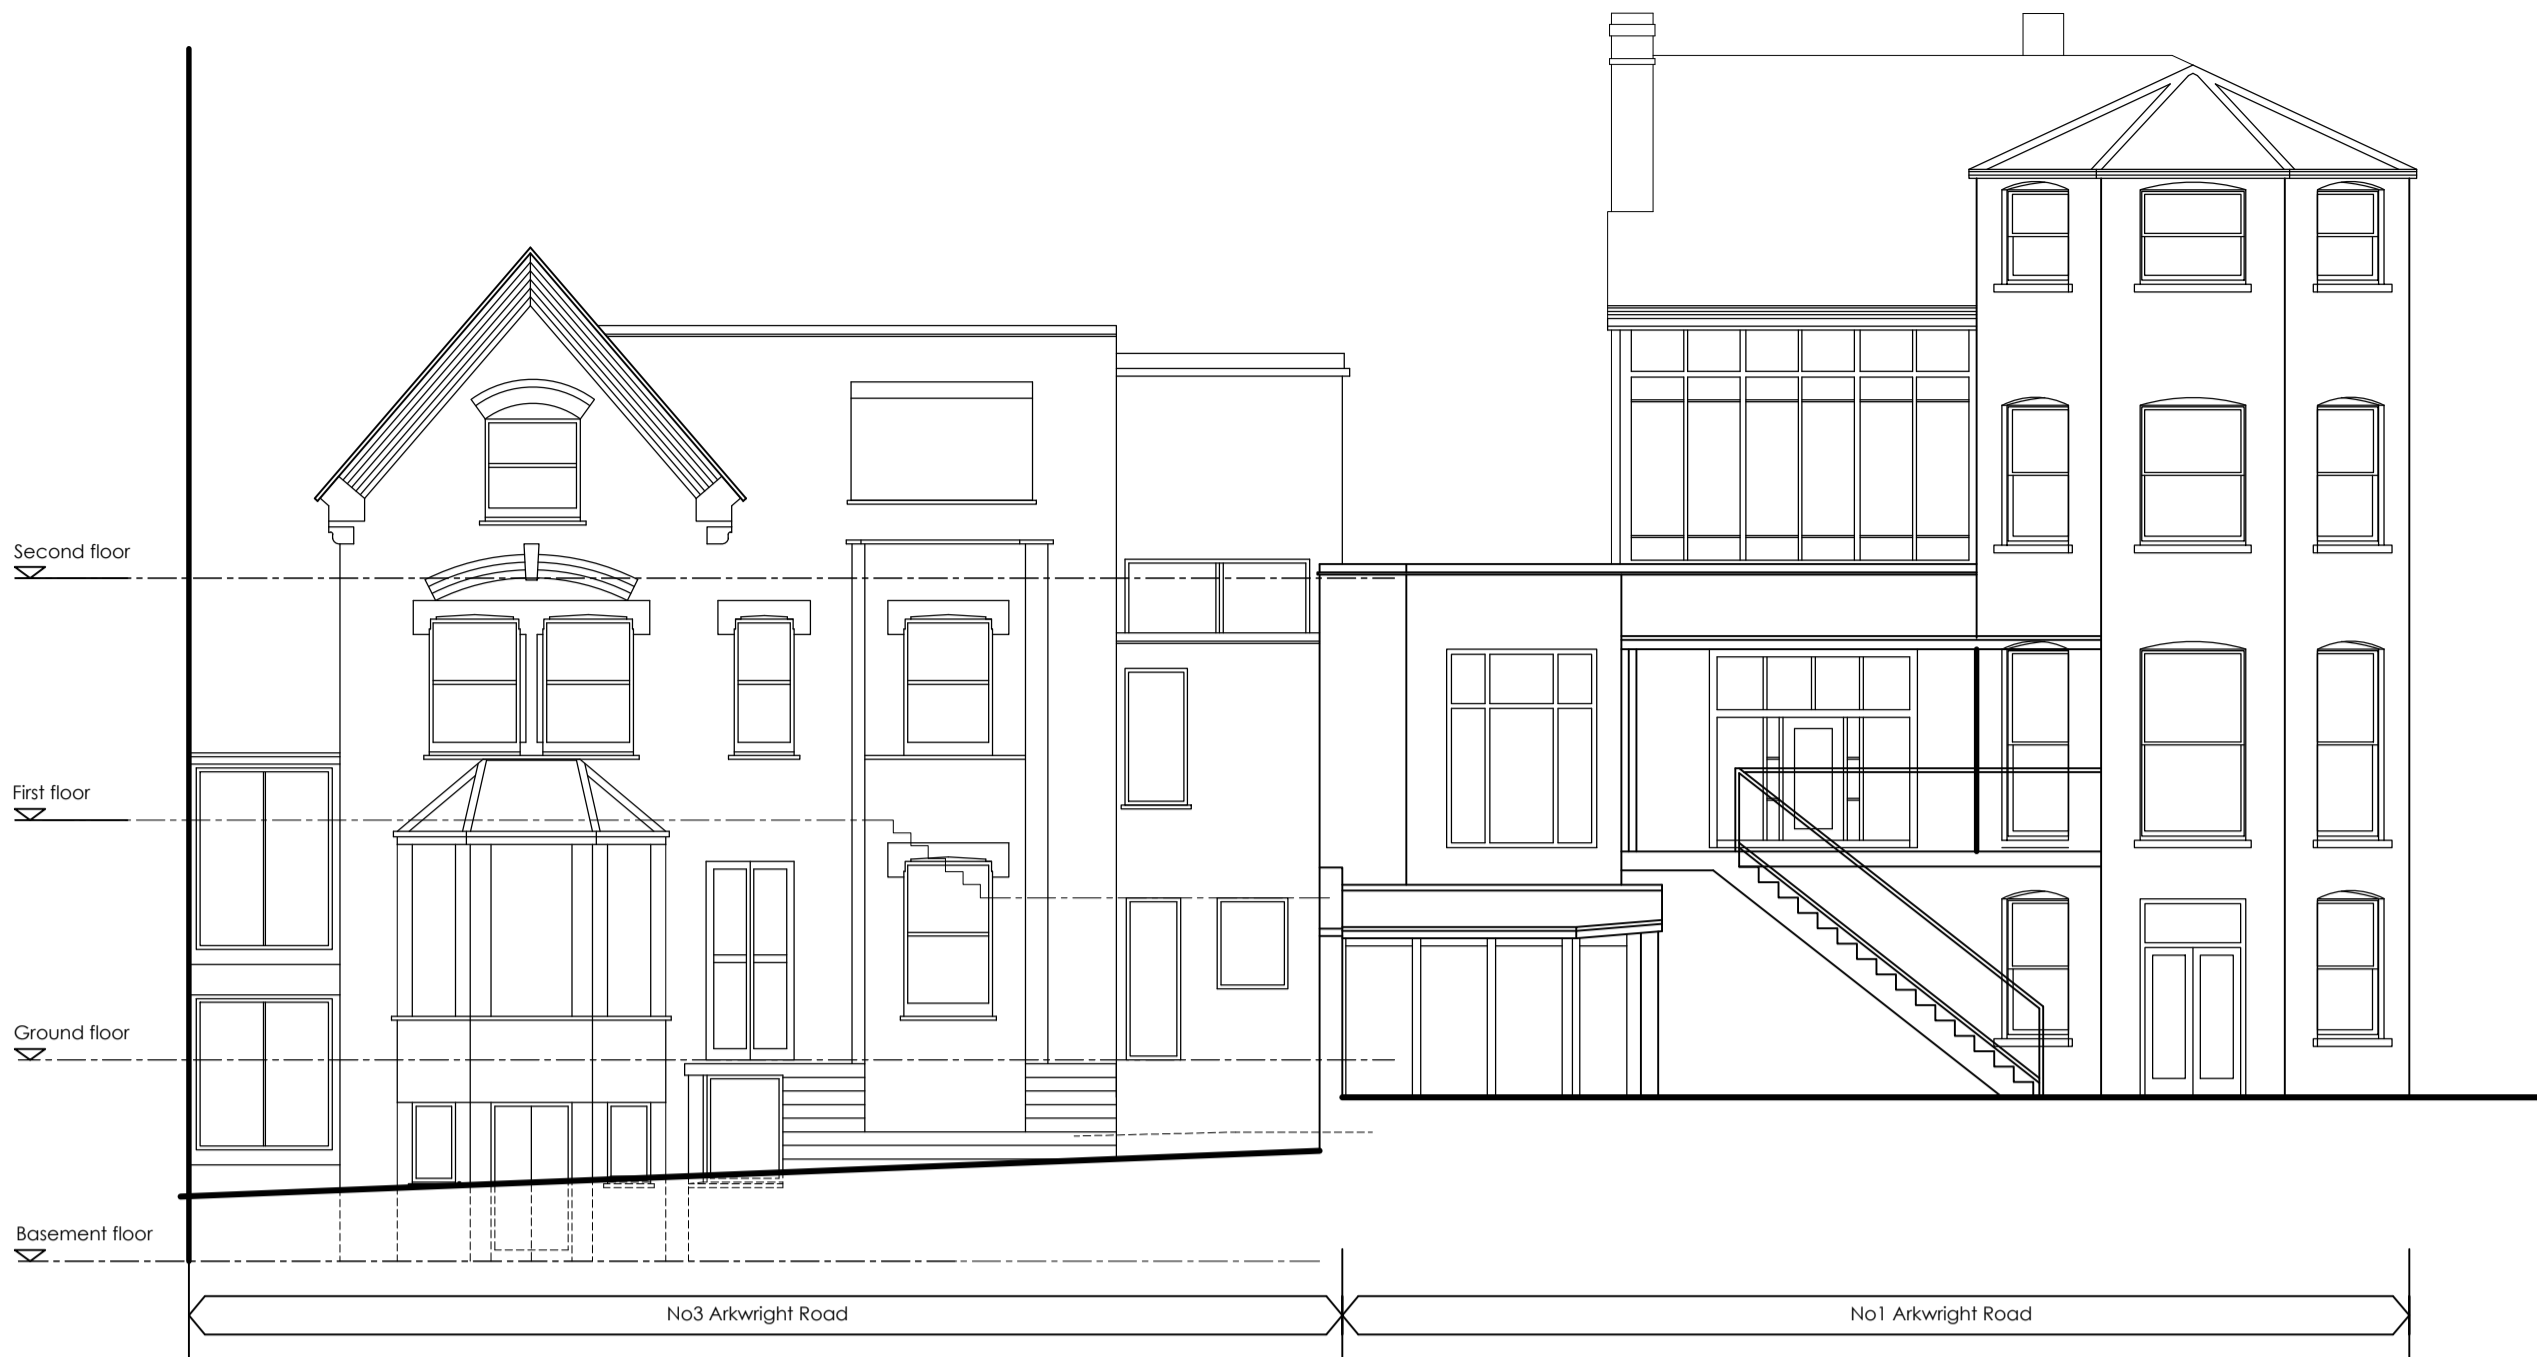 Second floor
First floor
Ground floor
Basement floor
No3 Arkwright Road
No1 Arkwright Road